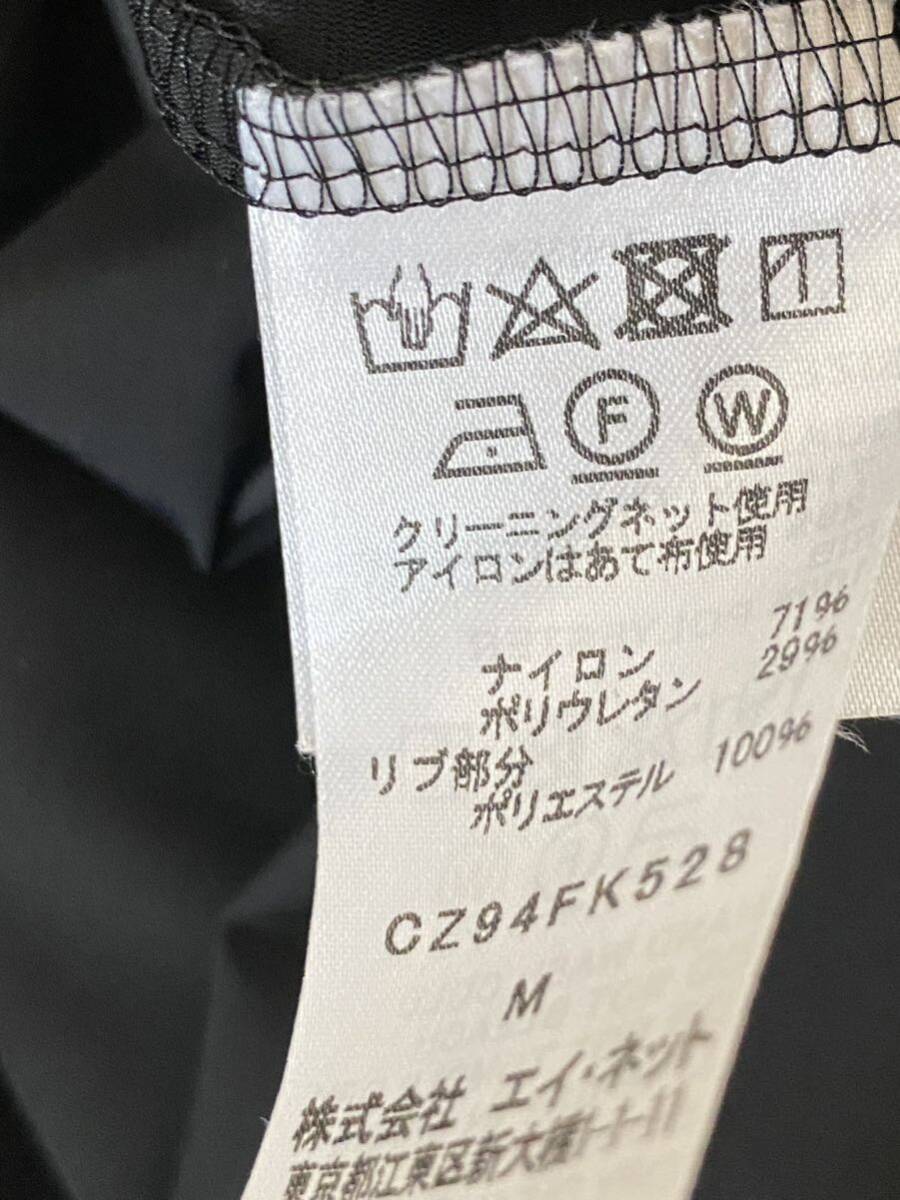 F W
クリーニングネット使用
アイロンはあて布使用
ナイロン 71%
ポリウレタン 29%
リブ部分
ポリエステル 100%
CZ94FK528
M
株式会社 エイ・ネット
東京都江東区新大橋1-1-11